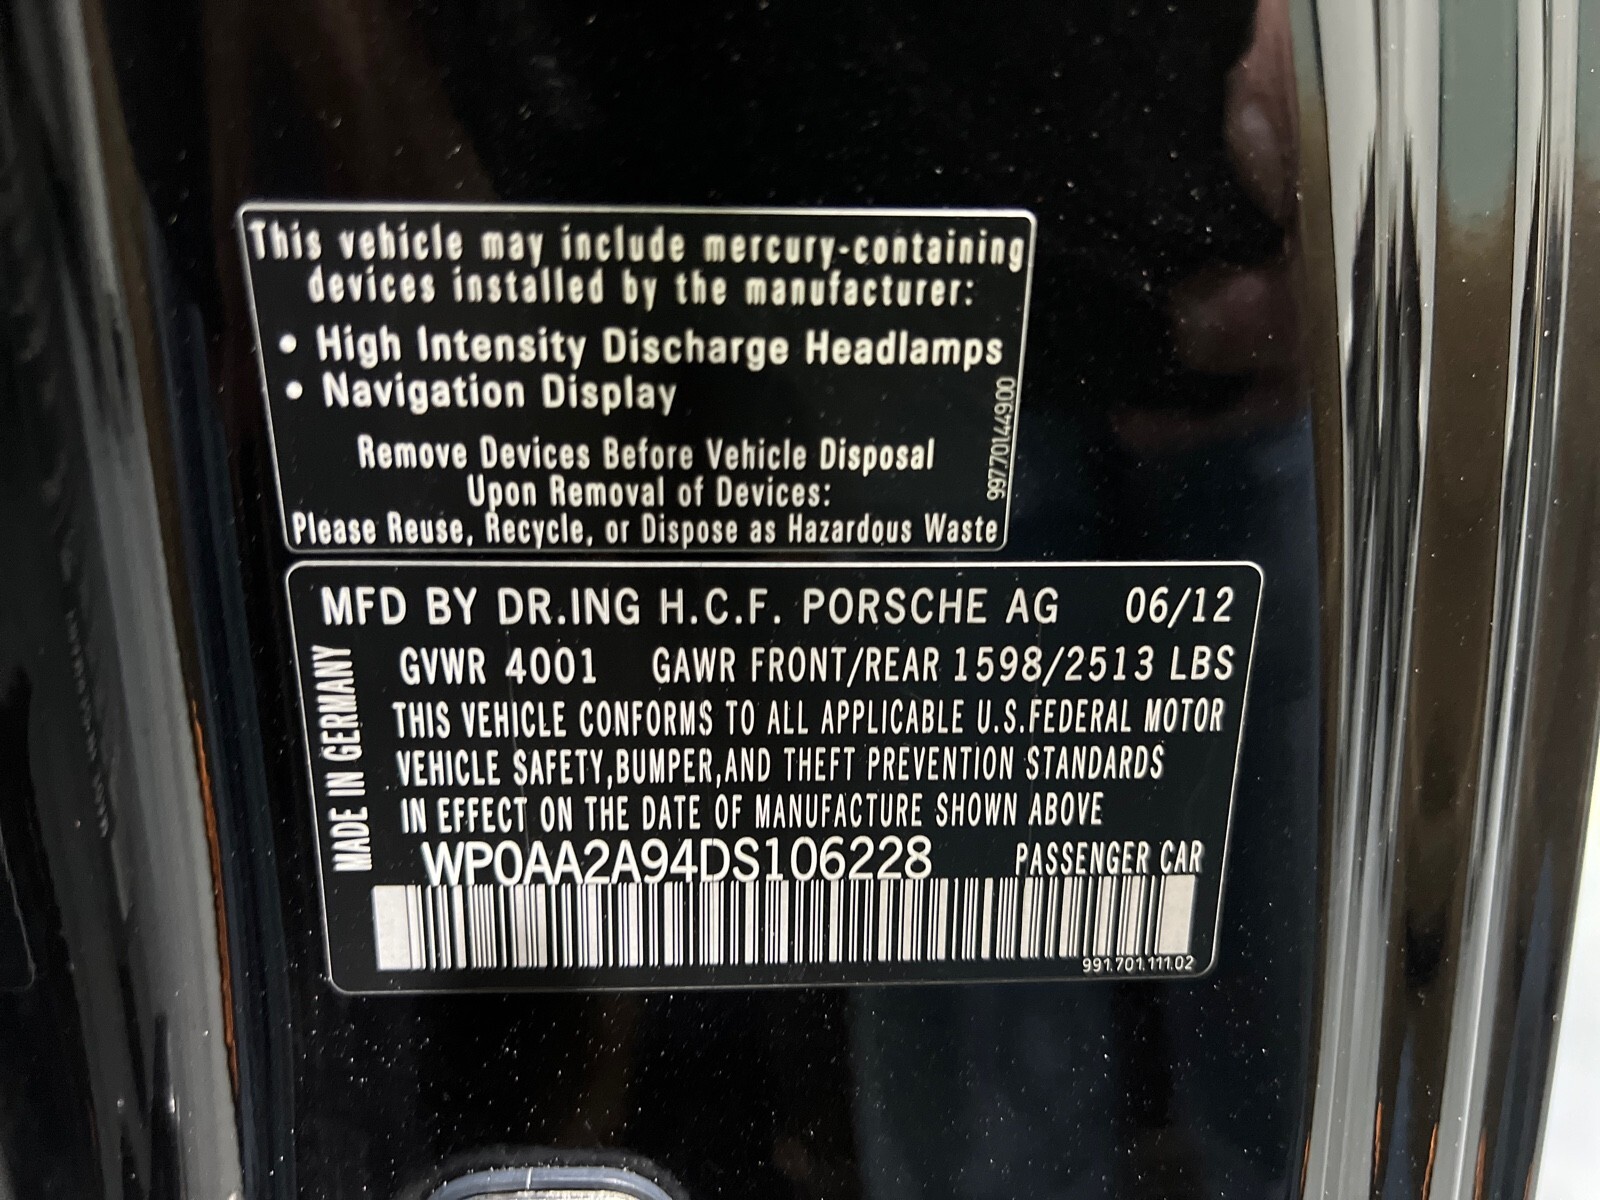 This vehicle may include mercury-containing
devices installed by the manufacturer:
• High Intensity Discharge Headlamps
• Navigation Display
Remove Devices Before Vehicle Disposal
Upon Removal of Devices:
Please Reuse, Recycle, or Dispose as Hazardous Waste
99770144900
MFD BY DR.ING H.C.F. PORSCHE AG 06/12
GVWR 4001 GAWR FRONT/REAR 1598/2513 LBS
THIS VEHICLE CONFORMS TO ALL APPLICABLE U.S.FEDERAL MOTOR
VEHICLE SAFETY,BUMPER,AND THEFT PREVENTION STANDARDS
IN EFFECT ON THE DATE OF MANUFACTURE SHOWN ABOVE
WP0AA2A94DS106228 PASSENGER CAR
MADE IN GERMANY
991.701.111.02